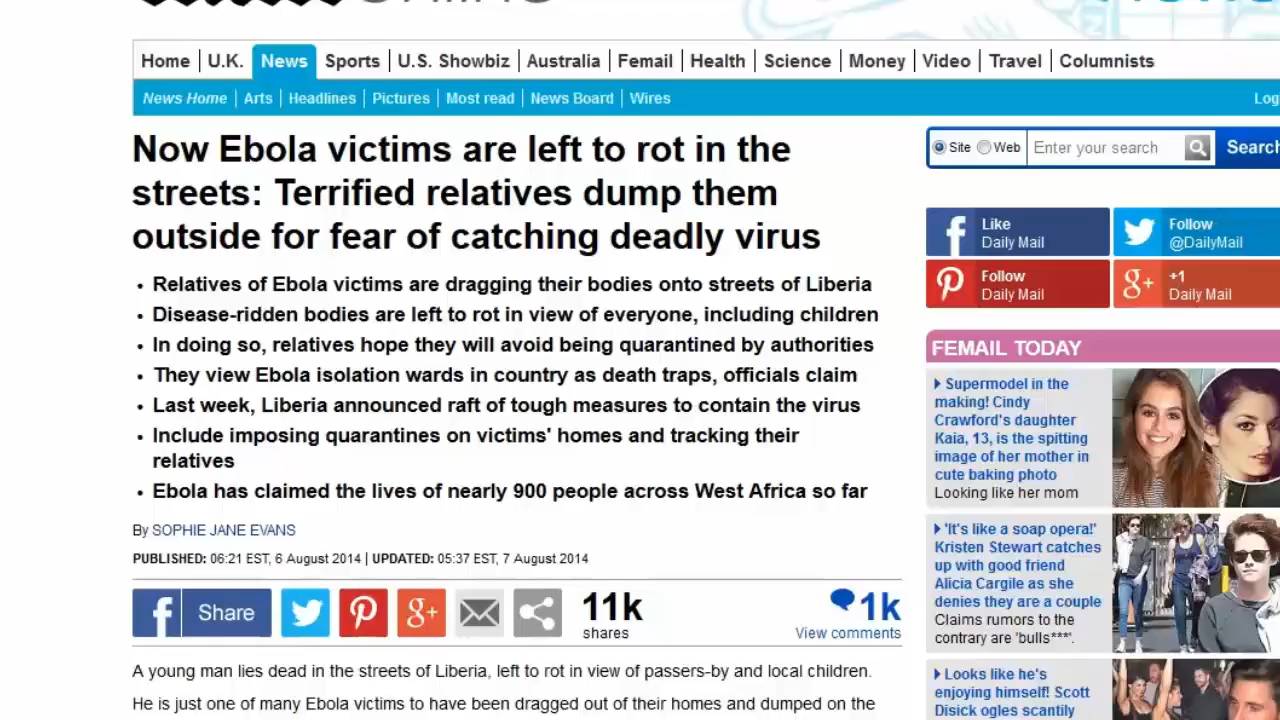 Home
U.K.
News
Sports
U.S. Showbiz
Australia
Femail
Health
Science
Money
Video
Travel
Columnists
News Home
Arts
Headlines
Pictures
Most read
News Board
Wires
Now Ebola victims are left to rot in the
streets: Terrified relatives dump them
outside for fear of catching deadly virus
• Relatives of Ebola victims are dragging their bodies onto streets of Liberia
• Disease-ridden bodies are left to rot in view of everyone, including children
• In doing so, relatives hope they will avoid being quarantined by authorities
• They view Ebola isolation wards in country as death traps, officials claim
• Last week, Liberia announced raft of tough measures to contain the virus
• Include imposing quarantines on victims' homes and tracking their
relatives
• Ebola has claimed the lives of nearly 900 people across West Africa so far
By SOPHIE JANE EVANS
PUBLISHED: 06:21 EST, 6 August 2014 | UPDATED: 05:37 EST, 7 August 2014
Share
11k
shares
1k
View comments
A young man lies dead in the streets of Liberia, left to rot in view of passers-by and local children.
He is just one of many Ebola victims to have been dragged out of their homes and dumped on the
Log
Site Web Enter your search Search
Like
Daily Mail
Follow
@DailyMail
Follow
Daily Mail
+1
Daily Mail
FEMAIL TODAY
Supermodel in the
making! Cindy
Crawford's daughter
Kaia, 13, is the spitting
image of her mother in
cute baking photo
Looking like her mom
'It's like a soap opera!'
Kristen Stewart catches
up with good friend
Alicia Cargile as she
denies they are a couple
Claims rumors to the
contrary are 'bulls***'.
Looks like he's
enjoying himself! Scott
Disick ogles scantily